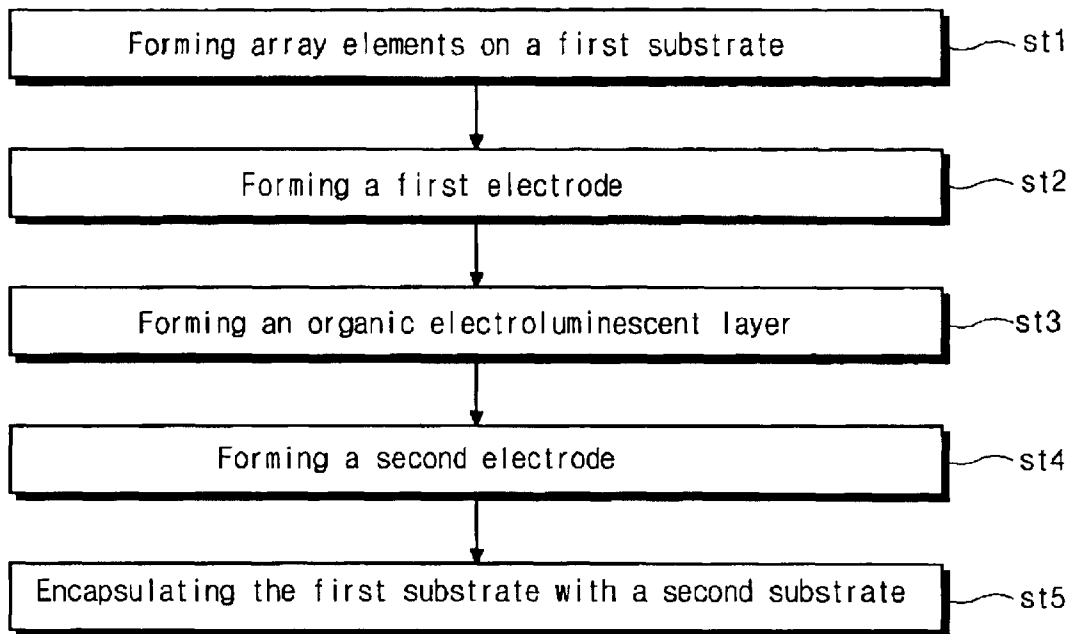 Forming array elements on a first substrate st1
Forming a first electrode st2
Forming an organic electroluminescent layer st3
Forming a second electrode st4
Encapsulating the first substrate with a second substrate st5